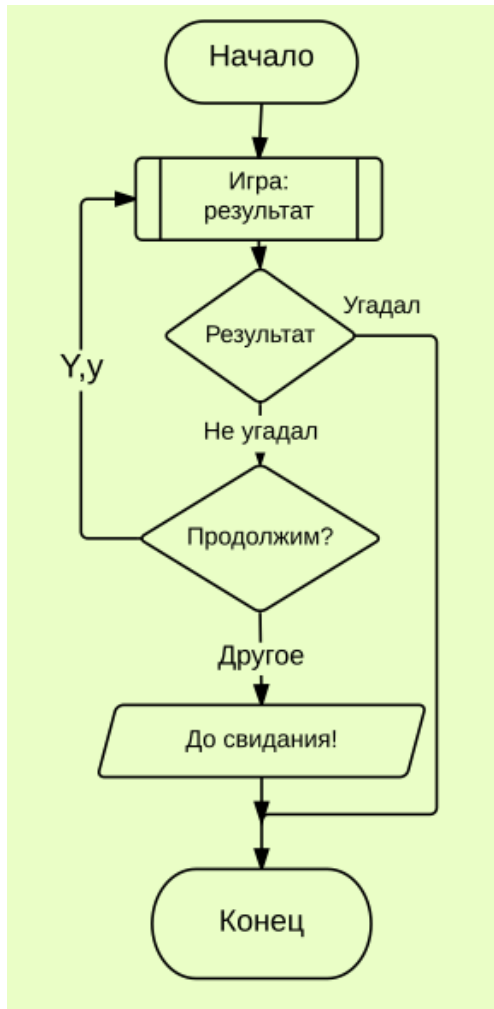 Начало
Игра:
результат
Угадал
Результат
Y,y
Не угадал
Продолжим?
Другое
До свидания!
Конец